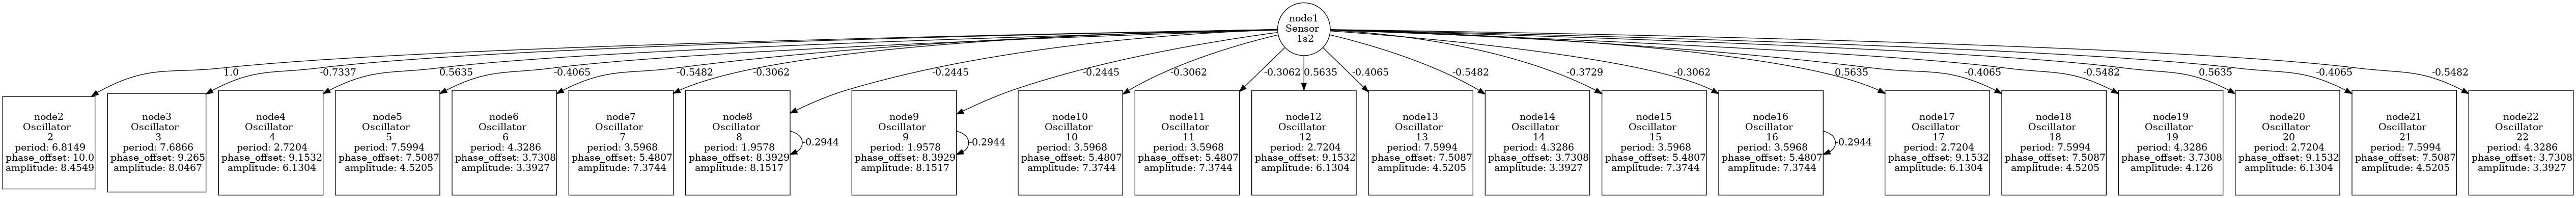 node1
Sensor
1s2
1.0
-0.7337
0.5635
-0.4065
-0.5482
-0.3062
-0.2445
-0.2445
-0.3062
-0.3062
0.5635
-0.4065
-0.5482
-0.3729
-0.3062
0.5635
-0.4065
-0.5482
0.5635
-0.4065
-0.5482
node2
Oscillator
2
period: 6.8149
phase_offset: 10.0
amplitude: 8.4549
node3
Oscillator
3
period: 7.6866
phase_offset: 9.265
amplitude: 8.0467
node4
Oscillator
4
period: 2.7204
phase_offset: 9.1532
amplitude: 6.1304
node5
Oscillator
5
period: 7.5994
phase_offset: 7.5087
amplitude: 4.5205
node6
Oscillator
6
period: 4.3286
phase_offset: 3.7308
amplitude: 3.3927
node7
Oscillator
7
period: 3.5968
phase_offset: 5.4807
amplitude: 7.3744
node8
Oscillator
8
period: 1.9578
phase_offset: 8.3929
amplitude: 8.1517
-0.2944
node9
Oscillator
9
period: 1.9578
phase_offset: 8.3929
amplitude: 8.1517
-0.2944
node10
Oscillator
10
period: 3.5968
phase_offset: 5.4807
amplitude: 7.3744
node11
Oscillator
11
period: 3.5968
phase_offset: 5.4807
amplitude: 7.3744
node12
Oscillator
12
period: 2.7204
phase_offset: 9.1532
amplitude: 6.1304
node13
Oscillator
13
period: 7.5994
phase_offset: 7.5087
amplitude: 4.5205
node14
Oscillator
14
period: 4.3286
phase_offset: 3.7308
amplitude: 3.3927
node15
Oscillator
15
period: 3.5968
phase_offset: 5.4807
amplitude: 7.3744
node16
Oscillator
16
period: 3.5968
phase_offset: 5.4807
amplitude: 7.3744
-0.2944
node17
Oscillator
17
period: 2.7204
phase_offset: 9.1532
amplitude: 6.1304
node18
Oscillator
18
period: 7.5994
phase_offset: 7.5087
amplitude: 4.5205
node19
Oscillator
19
period: 4.3286
phase_offset: 3.7308
amplitude: 4.126
node20
Oscillator
20
period: 2.7204
phase_offset: 9.1532
amplitude: 6.1304
node21
Oscillator
21
period: 7.5994
phase_offset: 7.5087
amplitude: 4.5205
node22
Oscillator
22
period: 4.3286
phase_offset: 3.7308
amplitude: 3.3927